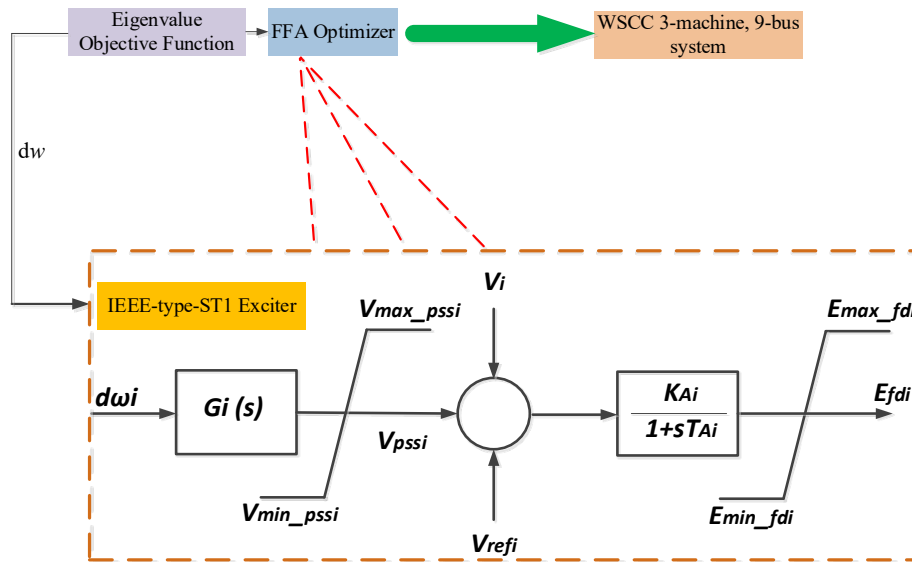 Eigenvalue
Objective Function
FFA Optimizer
WSCC 3-machine, 9-bus
system
dw
IEEE-type-ST1 Exciter
Vi
Vmax_pssi
Emax_fdi
dωi
Gi (s)
KAi
1+sTAi
Efdi
Vpssi
Vmin_pssi
Emin_fdi
Vrefi